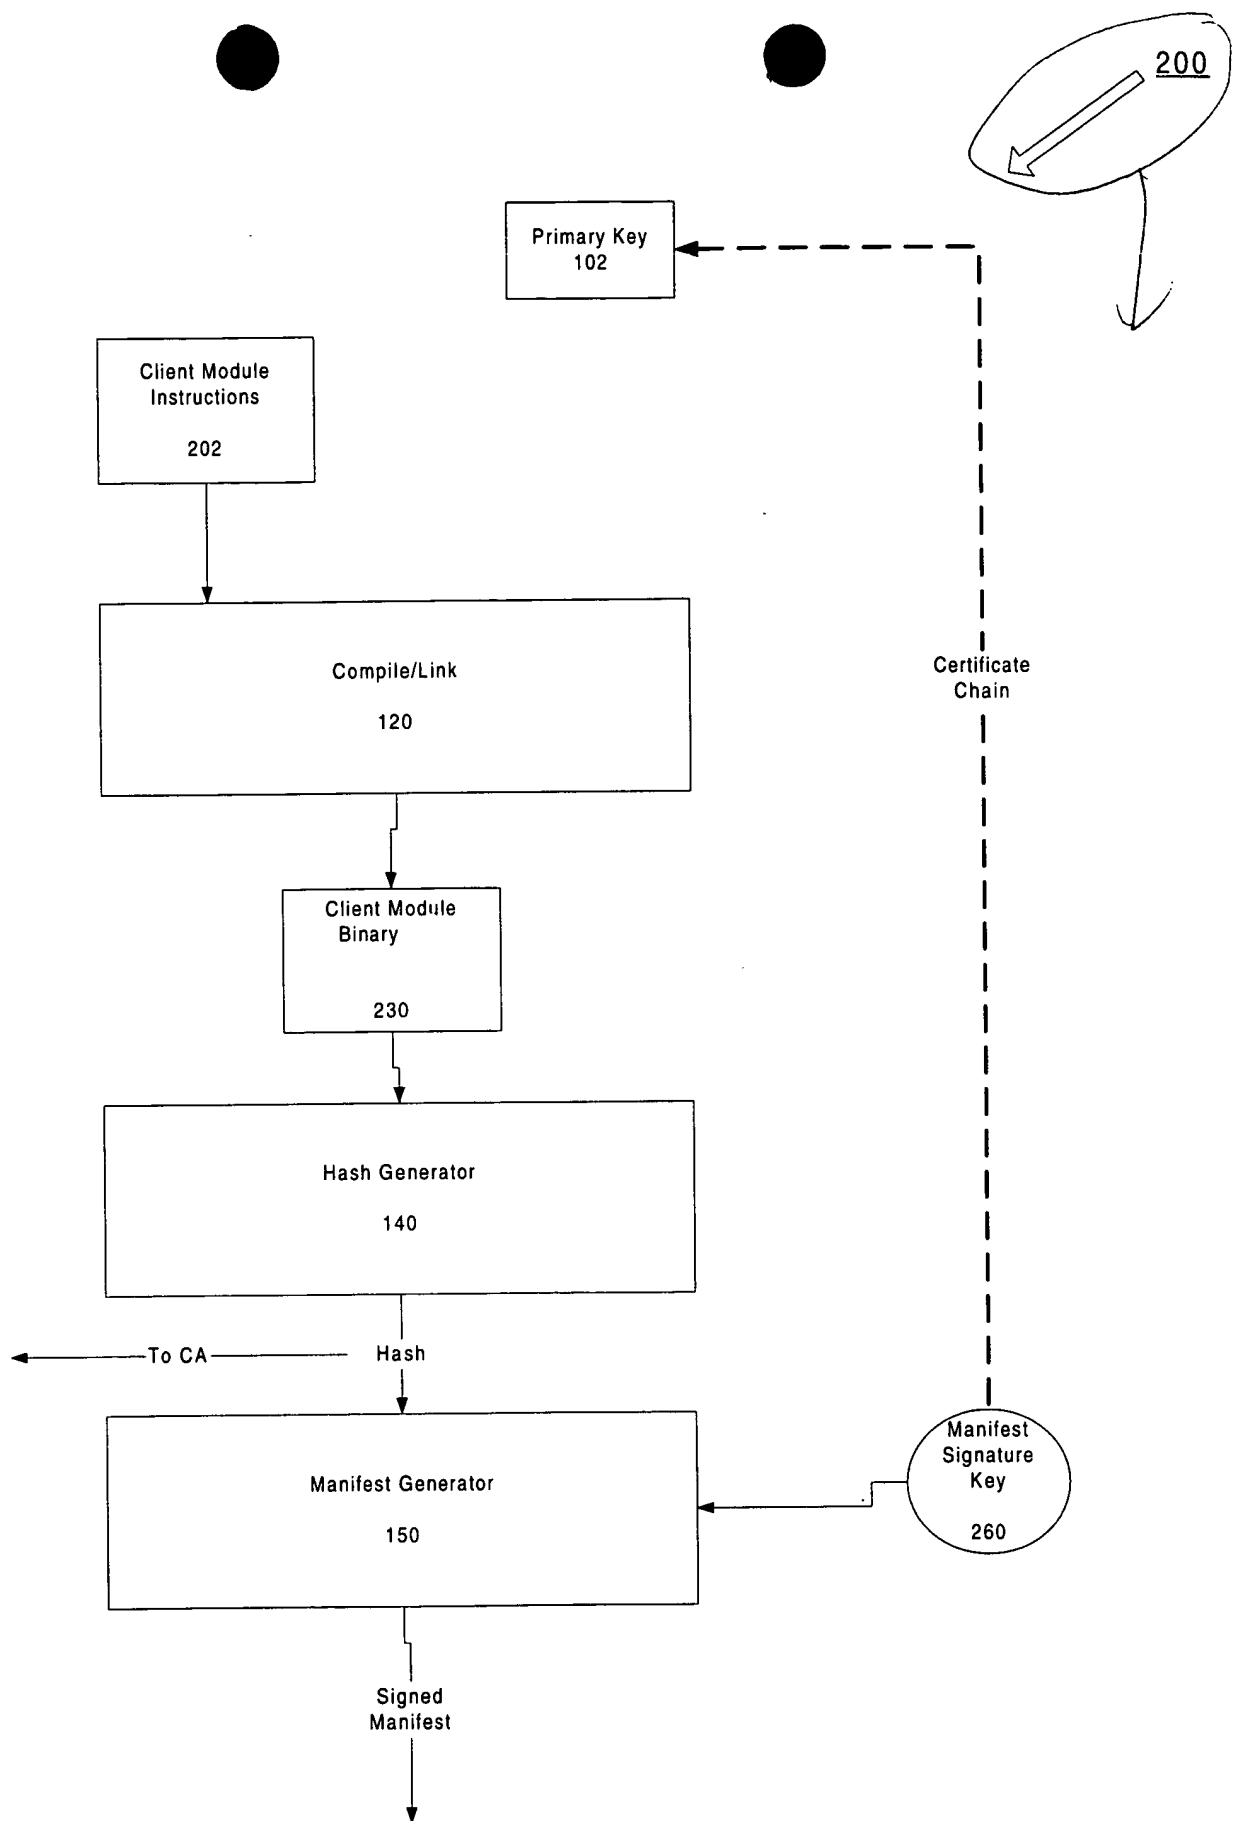 200
Primary Key
102
Client Module
Instructions
202
Compile/Link
120
Certificate
Chain
Client Module
Binary
230
Hash Generator
140
To CA
Hash
Manifest Generator
150
Manifest
Signature
Key
260
Signed
Manifest